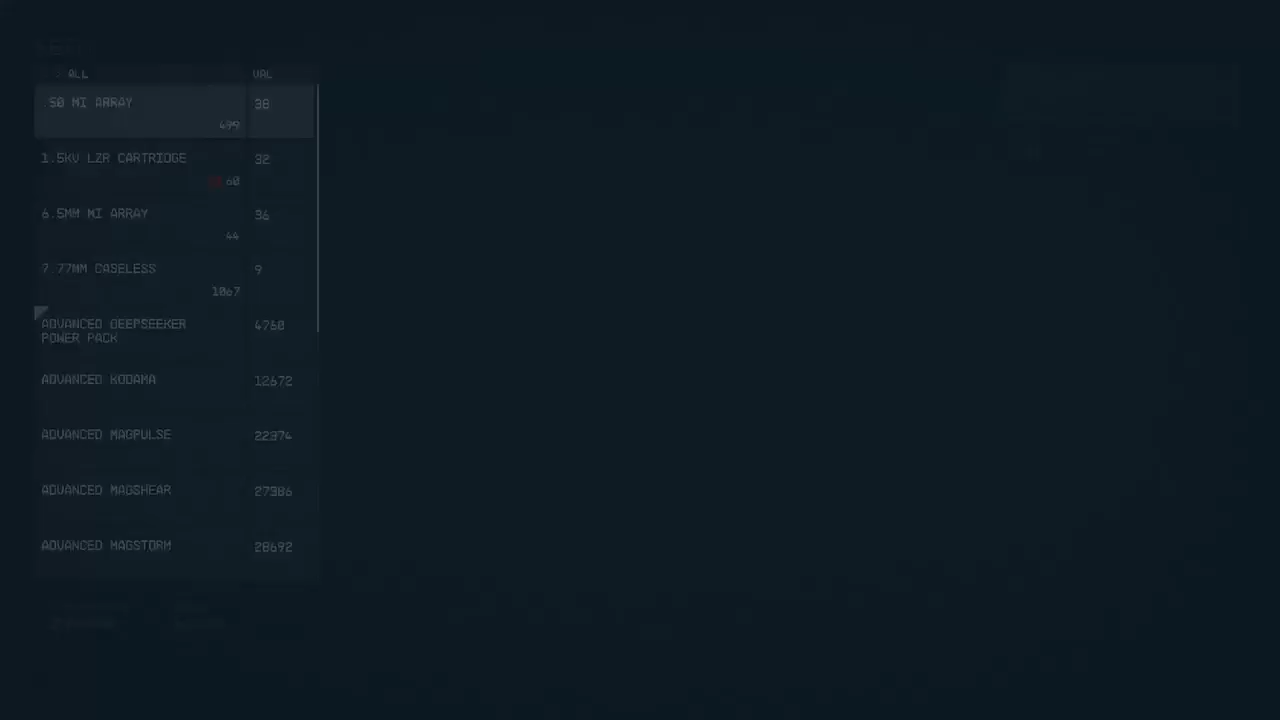 ALL VAL
.50 MI ARRAY 38
499
1.5KV LZR CARTRIDGE 32
60
6.5MM MI ARRAY 36
44
7.77MM CASELESS 9
1067
ADVANCED DEEPSEEKER 4760
POWER PACK
ADVANCED KODAMA 12672
ADVANCED MAGPULSE 22374
ADVANCED MAGSHEAR 27386
ADVANCED MAGSTORM 28692